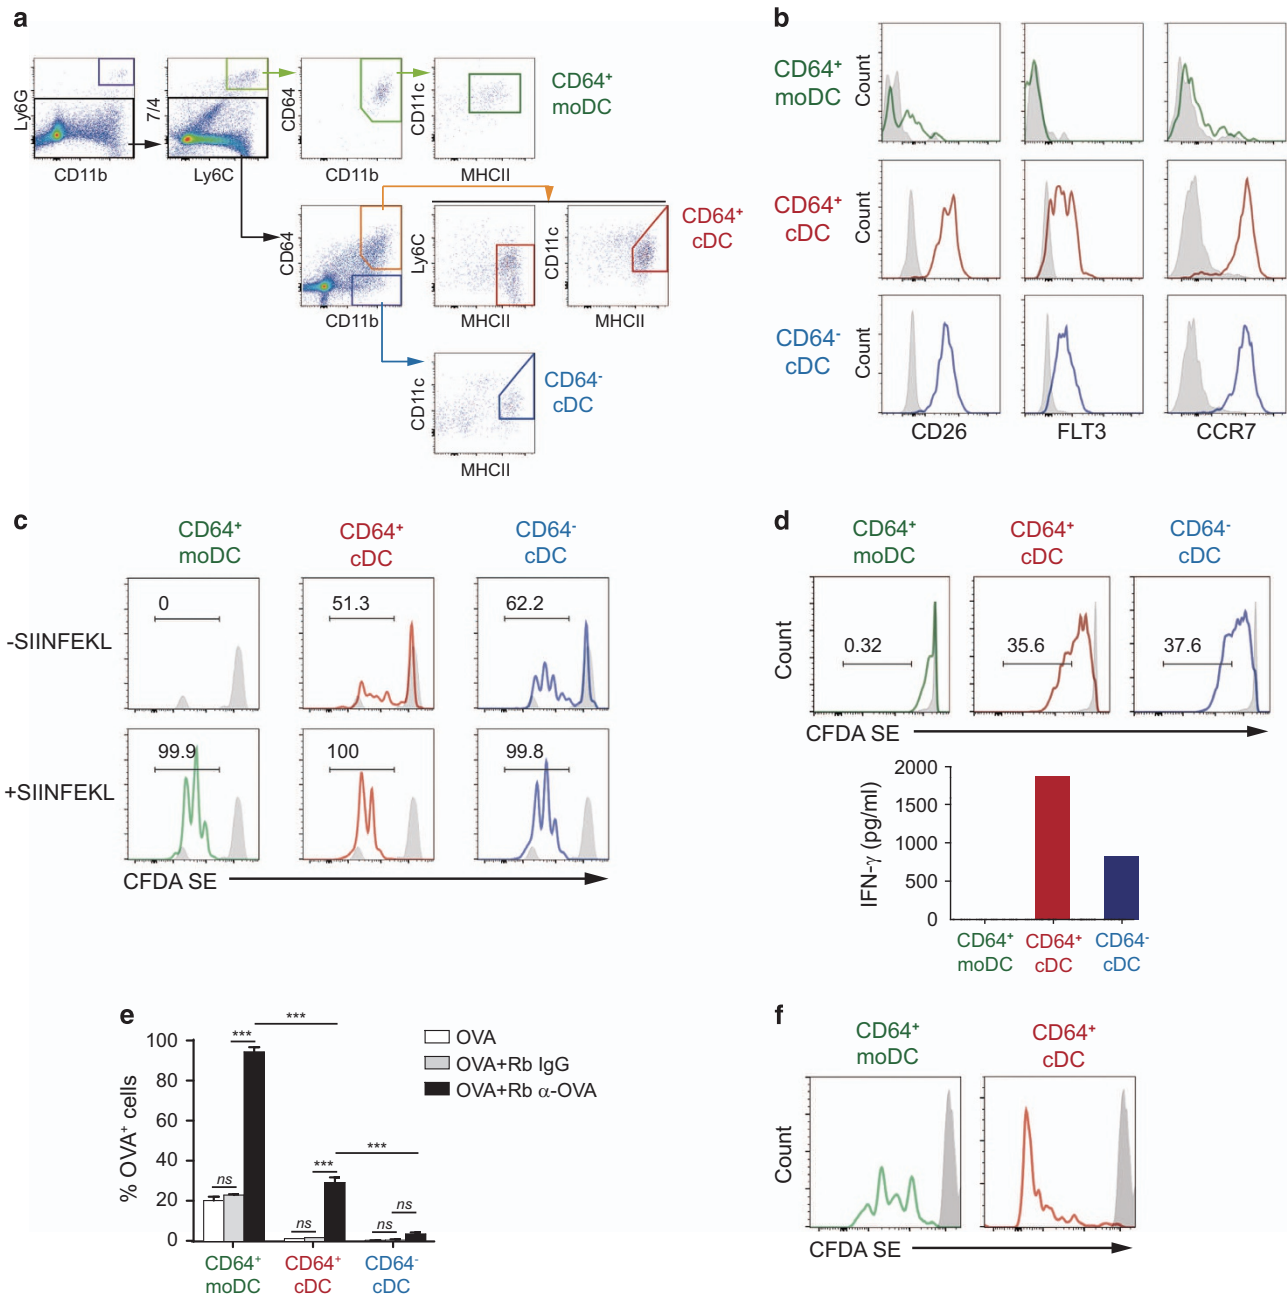 a
Ly6G
CD11b
7/4
Ly6C
CD64
CD11b
CD11c
MHCII
CD64⁺
moDC
CD64
CD11b
Ly6C
MHCII
CD11c
MHCII
CD64⁺
cDC
CD11c
MHCII
CD64⁻
cDC
b
CD64⁺
moDC
Count
CD64⁺
cDC
Count
CD64⁻
cDC
Count
CD26
FLT3
CCR7
c
CD64⁺
moDC
CD64⁺
cDC
CD64⁻
cDC
-SIINFEKL
0
51.3
62.2
+SIINFEKL
99.9
100
99.8
CFDA SE
d
CD64⁺
moDC
CD64⁺
cDC
CD64⁻
cDC
Count
0.32
35.6
37.6
CFDA SE
IFN-γ (pg/ml)
2000
1500
1000
500
0
CD64⁺
moDC
CD64⁺
cDC
CD64⁻
cDC
e
% OVA⁺ cells
100
80
60
40
20
0
ns
***
***
ns
***
***
ns
ns
OVA
OVA+Rb IgG
OVA+Rb α-OVA
CD64⁺
moDC
CD64⁺
cDC
CD64⁻
cDC
f
CD64⁺
moDC
CD64⁺
cDC
Count
CFDA SE